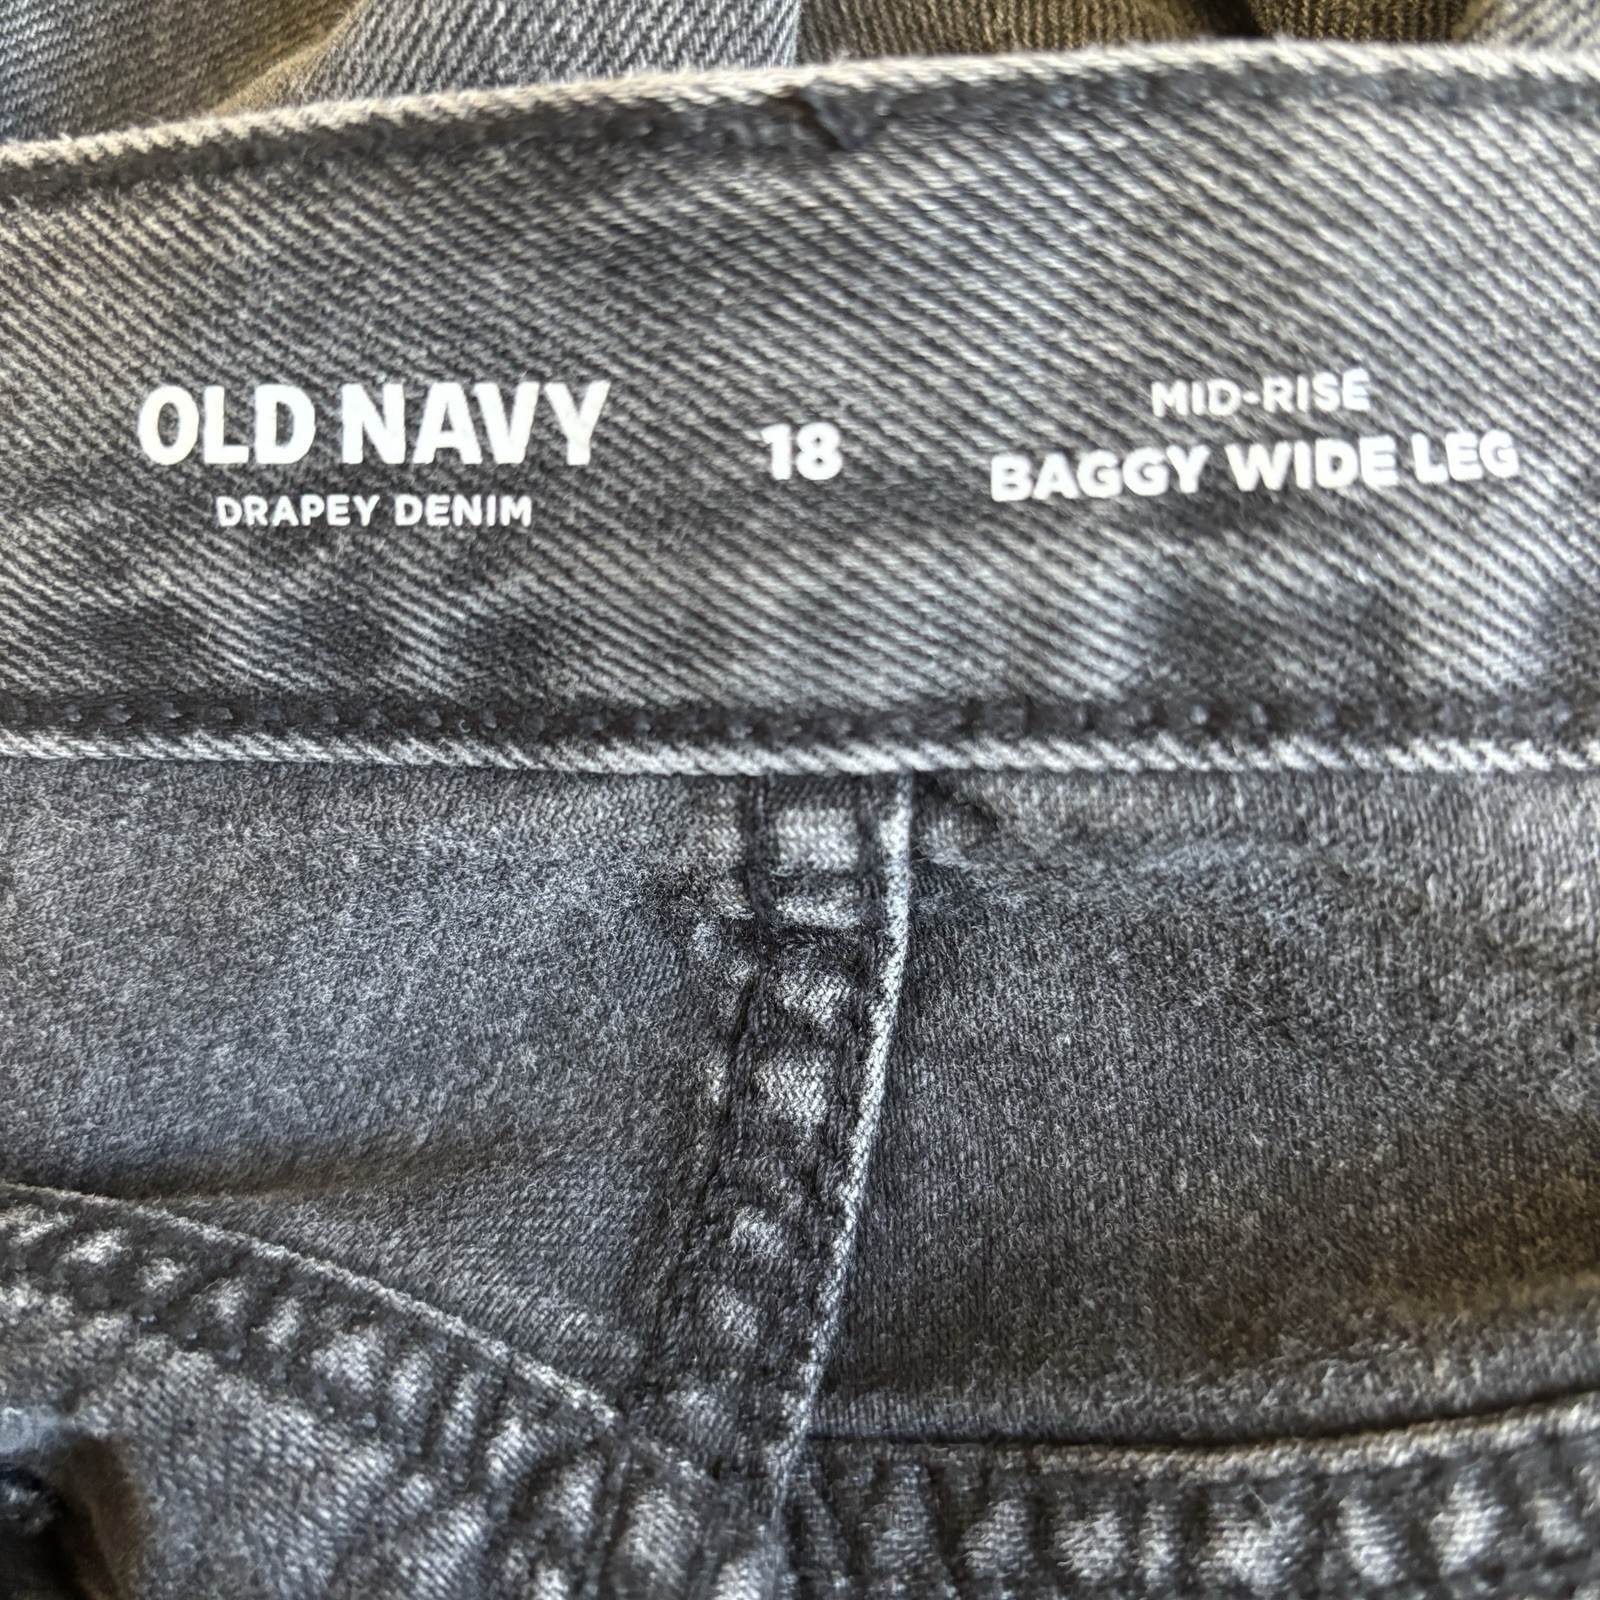 OLD NAVY
DRAPEY DENIM
18
MID-RISE
BAGGY WIDE LEG